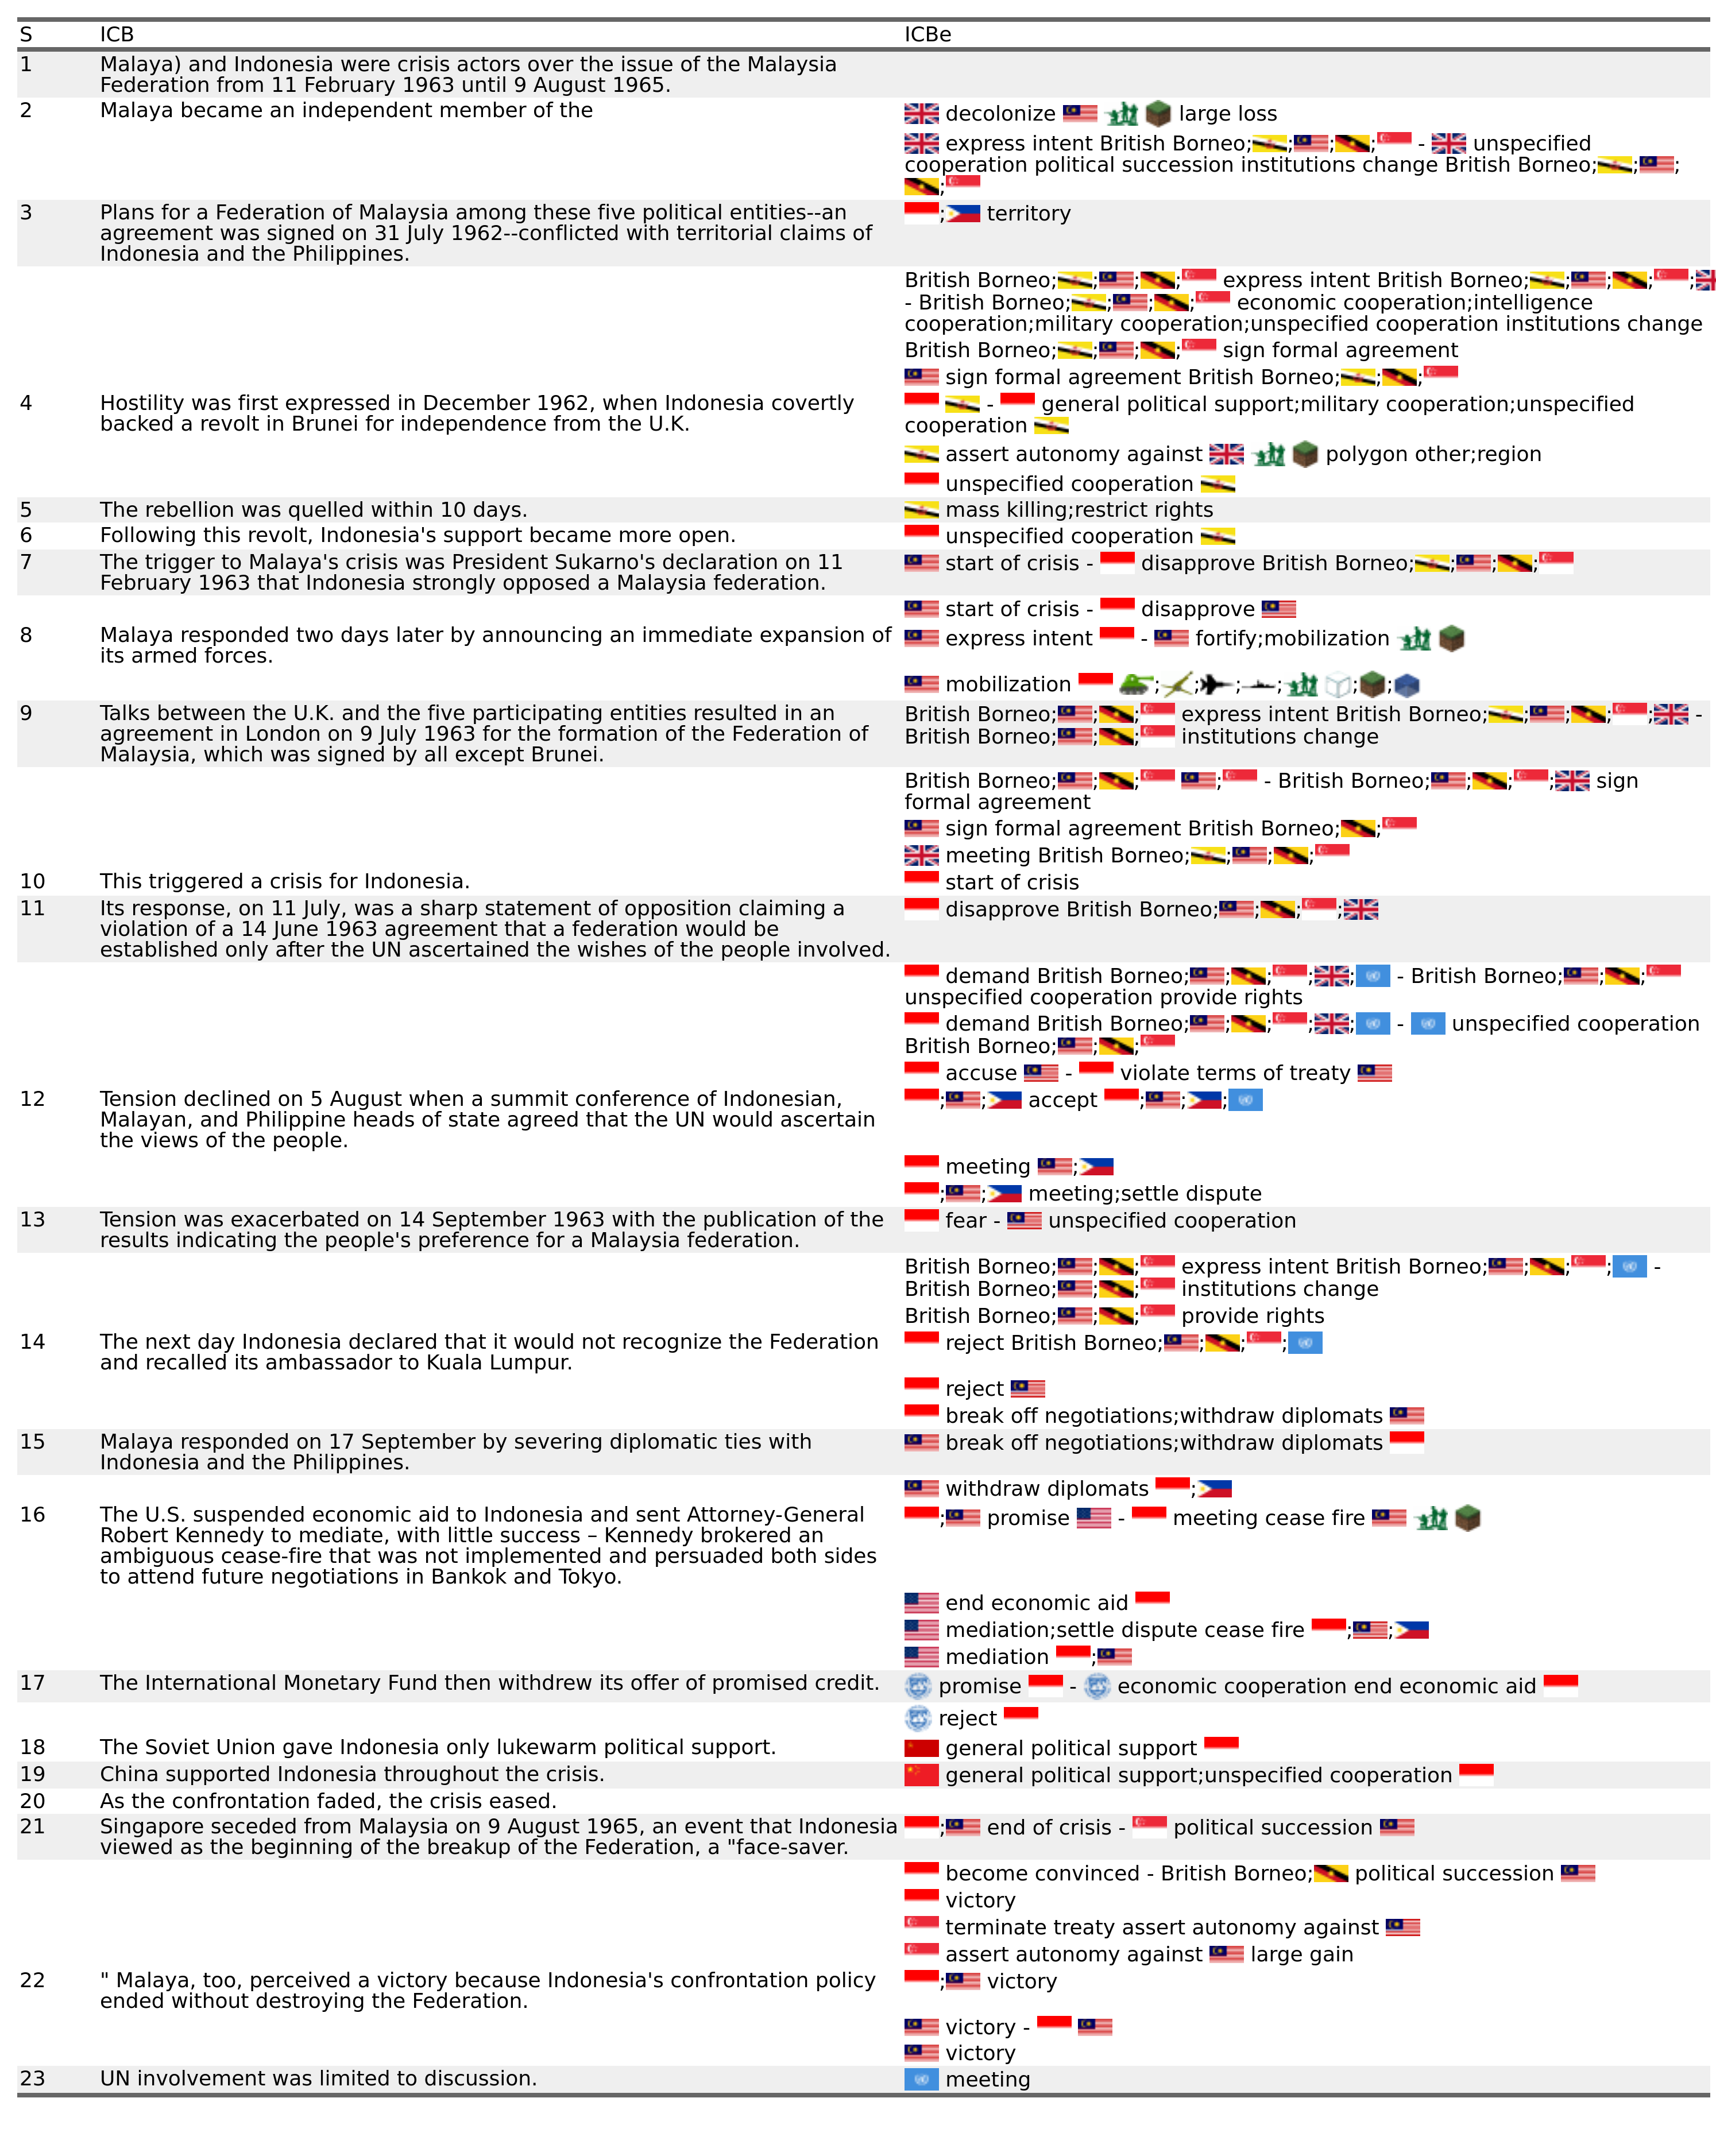 S ICB ICBe
1 Malaya) and Indonesia were crisis actors over the issue of the Malaysia
Federation from 11 February 1963 until 9 August 1965.
2 Malaya became an independent member of the decolonize large loss
express intent British Borneo;;;; - unspecified
cooperation political succession institutions change British Borneo;;;
;
3 Plans for a Federation of Malaysia among these five political entities--an ; territory
agreement was signed on 31 July 1962--conflicted with territorial claims of
Indonesia and the Philippines.
British Borneo;;;; express intent British Borneo;;;;;
- British Borneo;;;; economic cooperation;intelligence
cooperation;military cooperation;unspecified cooperation institutions change
British Borneo;;;; sign formal agreement
sign formal agreement British Borneo;;;
4 Hostility was first expressed in December 1962, when Indonesia covertly - general political support;military cooperation;unspecified
backed a revolt in Brunei for independence from the U.K. cooperation
assert autonomy against polygon other;region
unspecified cooperation
5 The rebellion was quelled within 10 days. mass killing;restrict rights
6 Following this revolt, Indonesia's support became more open. unspecified cooperation
7 The trigger to Malaya's crisis was President Sukarno's declaration on 11 start of crisis - disapprove British Borneo;;;;
February 1963 that Indonesia strongly opposed a Malaysia federation.
start of crisis - disapprove
8 Malaya responded two days later by announcing an immediate expansion of express intent - fortify;mobilization
its armed forces.
mobilization ;;;; ;;
9 Talks between the U.K. and the five participating entities resulted in an British Borneo;;; express intent British Borneo;;;;; -
agreement in London on 9 July 1963 for the formation of the Federation of British Borneo;;; institutions change
Malaysia, which was signed by all except Brunei.
British Borneo;;; ; - British Borneo;;;; sign
formal agreement
sign formal agreement British Borneo;;
meeting British Borneo;;;;
10 This triggered a crisis for Indonesia. start of crisis
11 Its response, on 11 July, was a sharp statement of opposition claiming a disapprove British Borneo;;;;
violation of a 14 June 1963 agreement that a federation would be
established only after the UN ascertained the wishes of the people involved.
demand British Borneo;;;;; - British Borneo;;;
unspecified cooperation provide rights
demand British Borneo;;;;; - unspecified cooperation
British Borneo;;;
accuse - violate terms of treaty
12 Tension declined on 5 August when a summit conference of Indonesian, ;; accept ;;;
Malayan, and Philippine heads of state agreed that the UN would ascertain
the views of the people.
meeting ;
;; meeting;settle dispute
13 Tension was exacerbated on 14 September 1963 with the publication of the fear - unspecified cooperation
results indicating the people's preference for a Malaysia federation.
British Borneo;;; express intent British Borneo;;;; -
British Borneo;;; institutions change
British Borneo;;; provide rights
14 The next day Indonesia declared that it would not recognize the Federation reject British Borneo;;;;
and recalled its ambassador to Kuala Lumpur.
reject
break off negotiations;withdraw diplomats
15 Malaya responded on 17 September by severing diplomatic ties with break off negotiations;withdraw diplomats
Indonesia and the Philippines.
withdraw diplomats ;
16 The U.S. suspended economic aid to Indonesia and sent Attorney-General ; promise - meeting cease fire
Robert Kennedy to mediate, with little success – Kennedy brokered an
ambiguous cease-fire that was not implemented and persuaded both sides
to attend future negotiations in Bankok and Tokyo.
end economic aid
mediation;settle dispute cease fire ;;
mediation ;
17 The International Monetary Fund then withdrew its offer of promised credit. promise - economic cooperation end economic aid
reject
18 The Soviet Union gave Indonesia only lukewarm political support. general political support
19 China supported Indonesia throughout the crisis. general political support;unspecified cooperation
20 As the confrontation faded, the crisis eased.
21 Singapore seceded from Malaysia on 9 August 1965, an event that Indonesia ; end of crisis - political succession
viewed as the beginning of the breakup of the Federation, a "face-saver.
become convinced - British Borneo; political succession
victory
terminate treaty assert autonomy against
assert autonomy against large gain
22 " Malaya, too, perceived a victory because Indonesia's confrontation policy ; victory
ended without destroying the Federation.
victory -
victory
23 UN involvement was limited to discussion. meeting